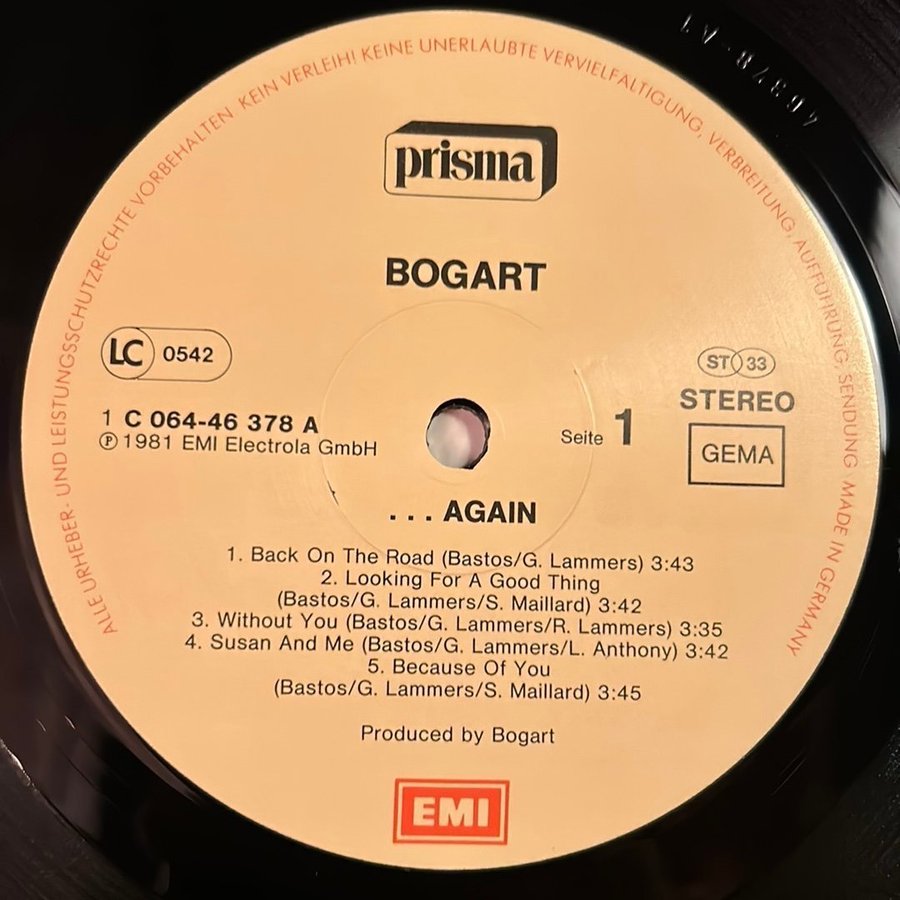 ALLE URHEBER- UND LEISTUNGSSCHUTZRECHTE VORBEHALTEN KEIN VERLEIH! KEINE UNERLAUBTE VERVIELFÄLTIGUNG, VERBREITUNG, AUFFÜHRUNG, SENDUNG MADE IN GERMANY
46378-A1
prisma
BOGART
LC 0542
1 C 064-46 378 A
℗ 1981 EMI Electrola GmbH
ST 33
STEREO
Seite 1
GEMA
. . . AGAIN
1. Back On The Road (Bastos/G. Lammers) 3:43
2. Looking For A Good Thing
(Bastos/G. Lammers/S. Maillard) 3:42
3. Without You (Bastos/G. Lammers/R. Lammers) 3:35
4. Susan And Me (Bastos/G. Lammers/L. Anthony) 3:42
5. Because Of You
(Bastos/G. Lammers/S. Maillard) 3:45
Produced by Bogart
EMI